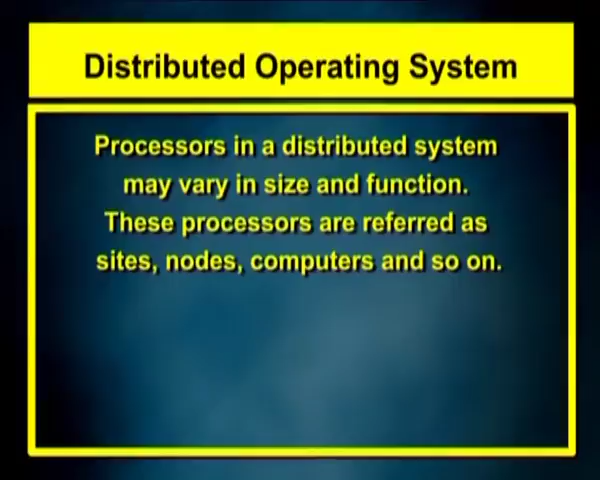 Distributed Operating System
Processors in a distributed system
may vary in size and function.
These processors are referred as
sites, nodes, computers and so on.